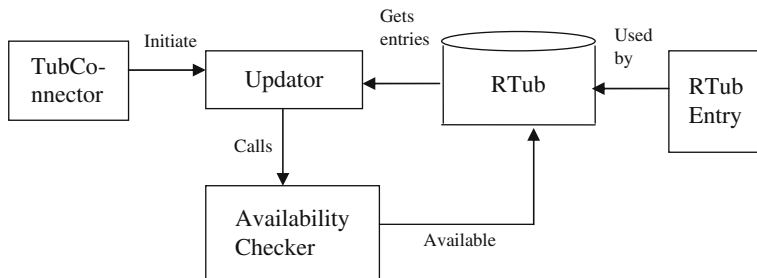 TubCo-
nnector
Initiate
Updator
Gets
entries
RTub
Used
by
RTub
Entry
Calls
Availability
Checker
Available